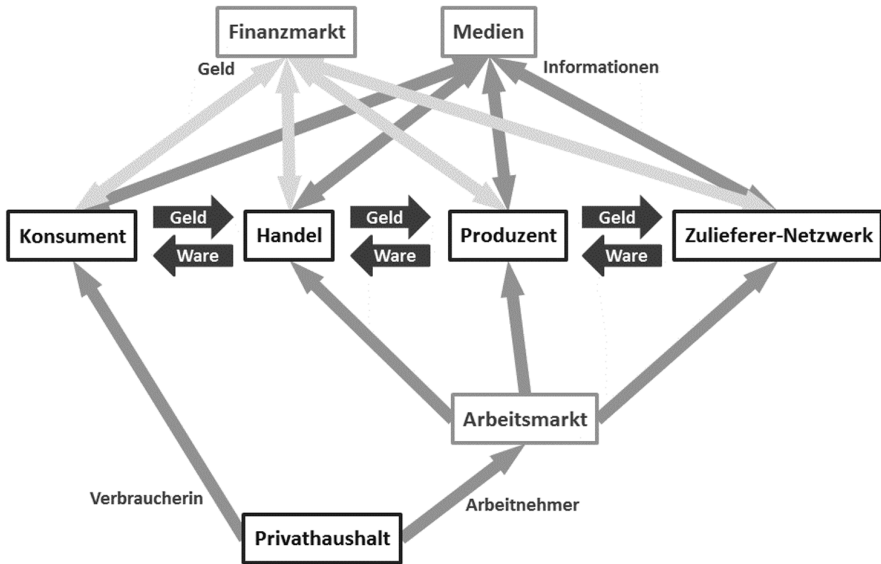 Finanzmarkt
Medien
Geld
Informationen
Konsument
Geld
Ware
Handel
Geld
Ware
Produzent
Geld
Ware
Zulieferer-Netzwerk
Arbeitsmarkt
Verbraucherin
Arbeitnehmer
Privathaushalt